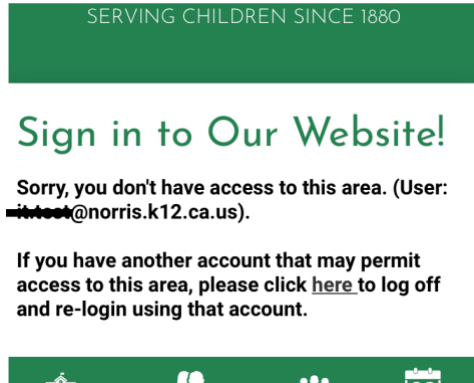 SERVING CHILDREN SINCE 1880
Sign in to Our Website!
Sorry, you don't have access to this area. (User:
@norris.k12.ca.us).
If you have another account that may permit
access to this area, please click here to log off
and re-login using that account.